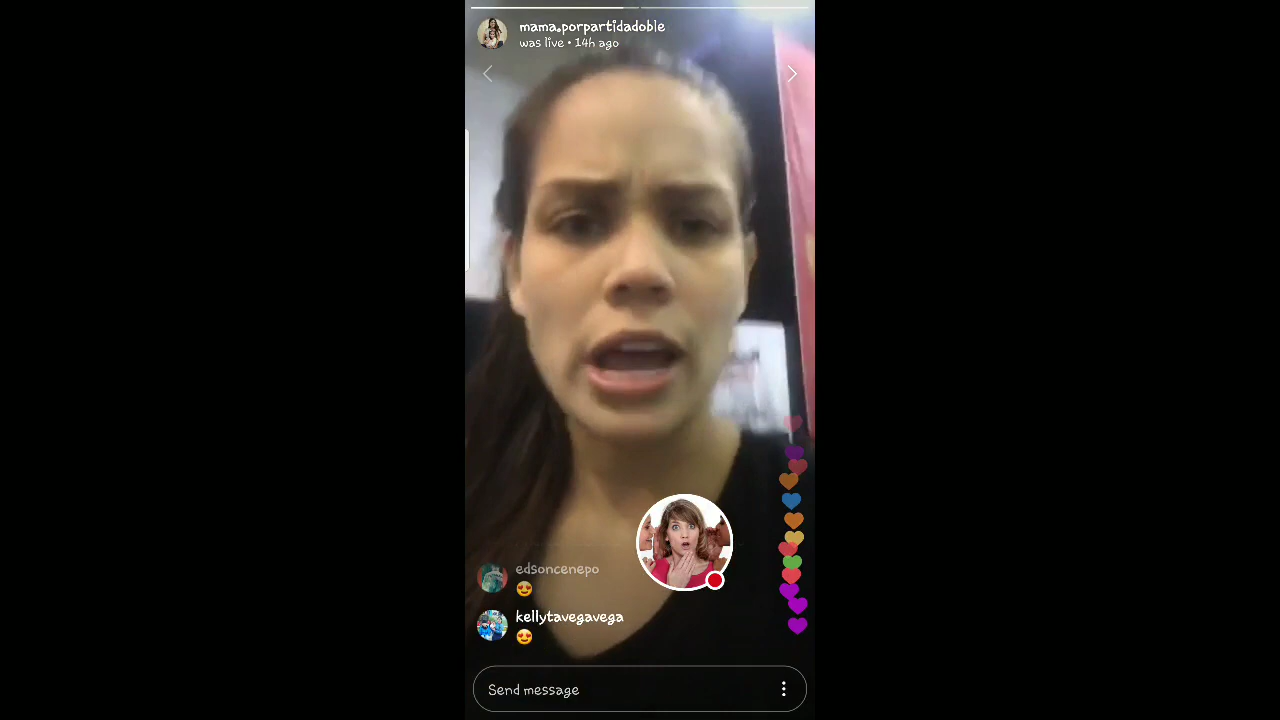 mama.porpartidadoble
was live • 14h ago
edsoncenepo
😍
kellytavegavega
😍
Send message